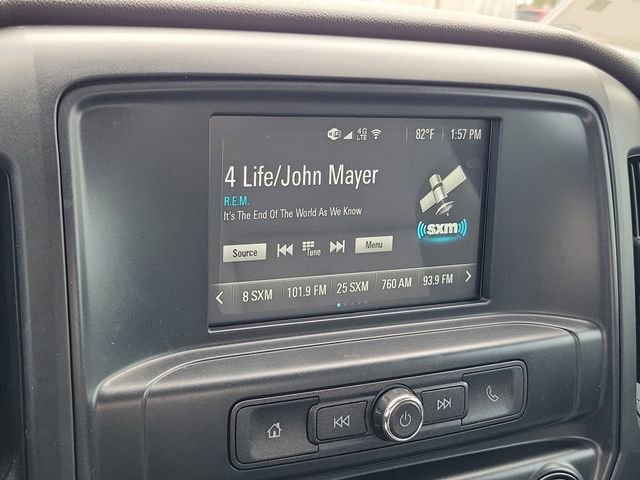 4G
LTE 82°F 1:57 PM
4 Life/John Mayer
R.E.M.
It's The End Of The World As We Know
((sxm))
Source Tune Menu
8 SXM 101.9 FM 25 SXM 760 AM 93.9 FM